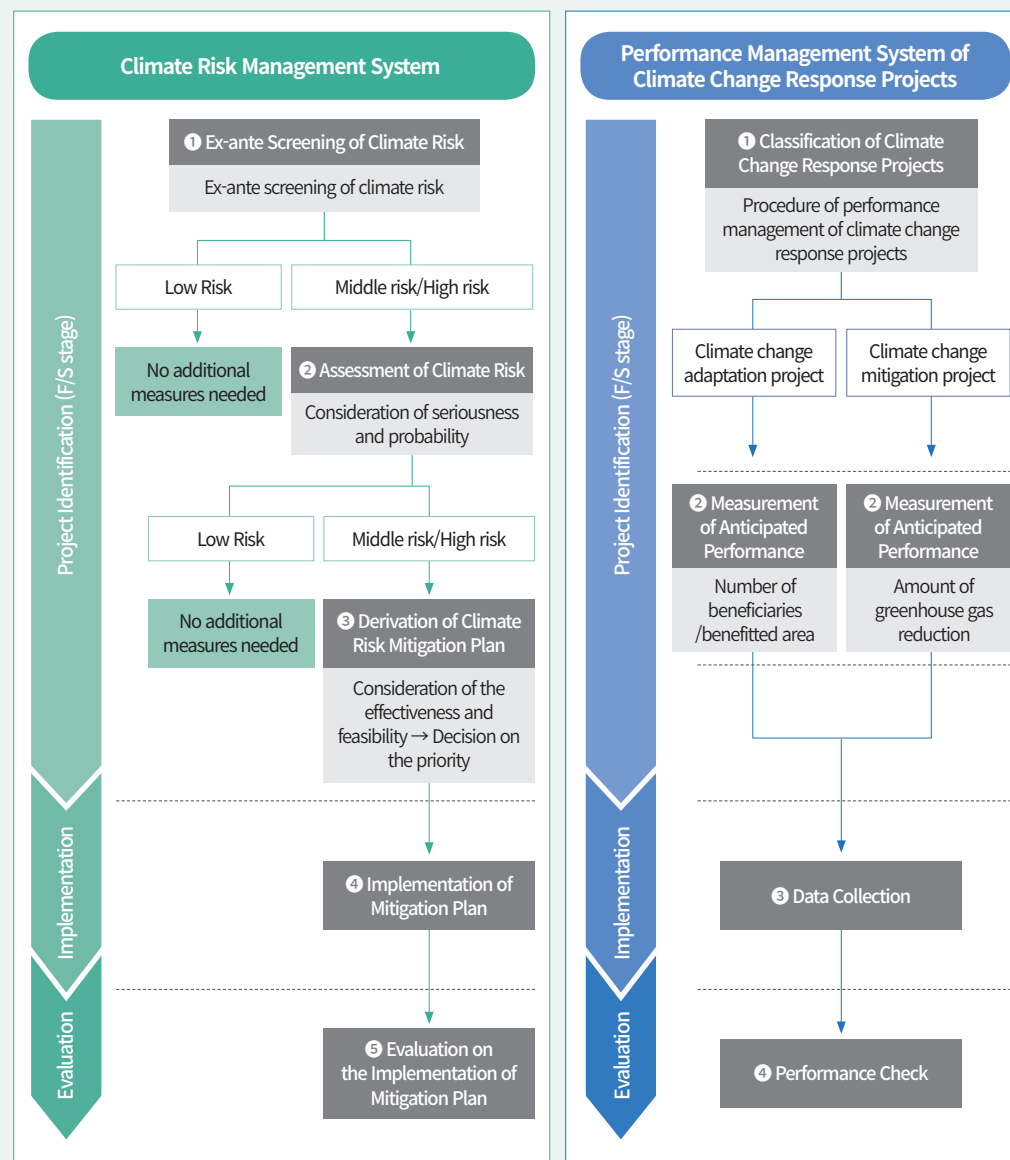 Climate Risk Management System
Project Identification (F/S stage)
Implementation
Evaluation
❶ Ex-ante Screening of Climate Risk
Ex-ante screening of climate risk
Low Risk
Middle risk/High risk
No additional
measures needed
❷ Assessment of Climate Risk
Consideration of seriousness
and probability
Low Risk
Middle risk/High risk
No additional
measures needed
❸ Derivation of Climate
Risk Mitigation Plan
Consideration of the
effectiveness and
feasibility → Decision on
the priority
❹ Implementation of
Mitigation Plan
❺ Evaluation on
the Implementation of
Mitigation Plan
Performance Management System of
Climate Change Response Projects
Project Identification (F/S stage)
Implementation
Evaluation
❶ Classification of Climate
Change Response Projects
Procedure of performance
management of climate change
response projects
Climate change
adaptation project
Climate change
mitigation project
❷ Measurement
of Anticipated
Performance
Number of
beneficiaries
/benefitted area
❷ Measurement
of Anticipated
Performance
Amount of
greenhouse gas
reduction
❸ Data Collection
❹ Performance Check